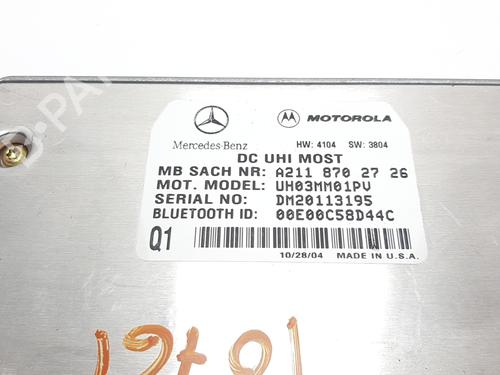 Mercedes-Benz
MOTOROLA
HW: 4104 SW: 3804
DC UHI MOST
MB SACH NR: A211 870 27 26
MOT. MODEL: UH03MM01PV
SERIAL NO: DM20113195
BLUETOOTH ID: 00E00C58D44C
Q1
10/28/04 MADE IN U.S.A.